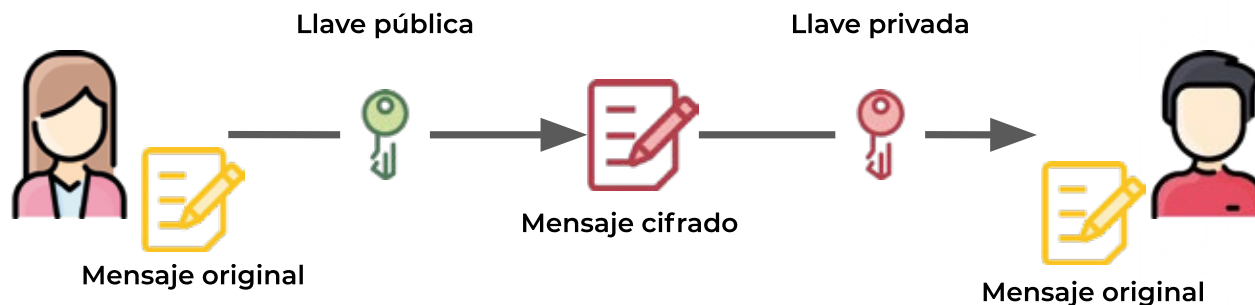 Llave pública
Llave privada
Mensaje cifrado
Mensaje original
Mensaje original